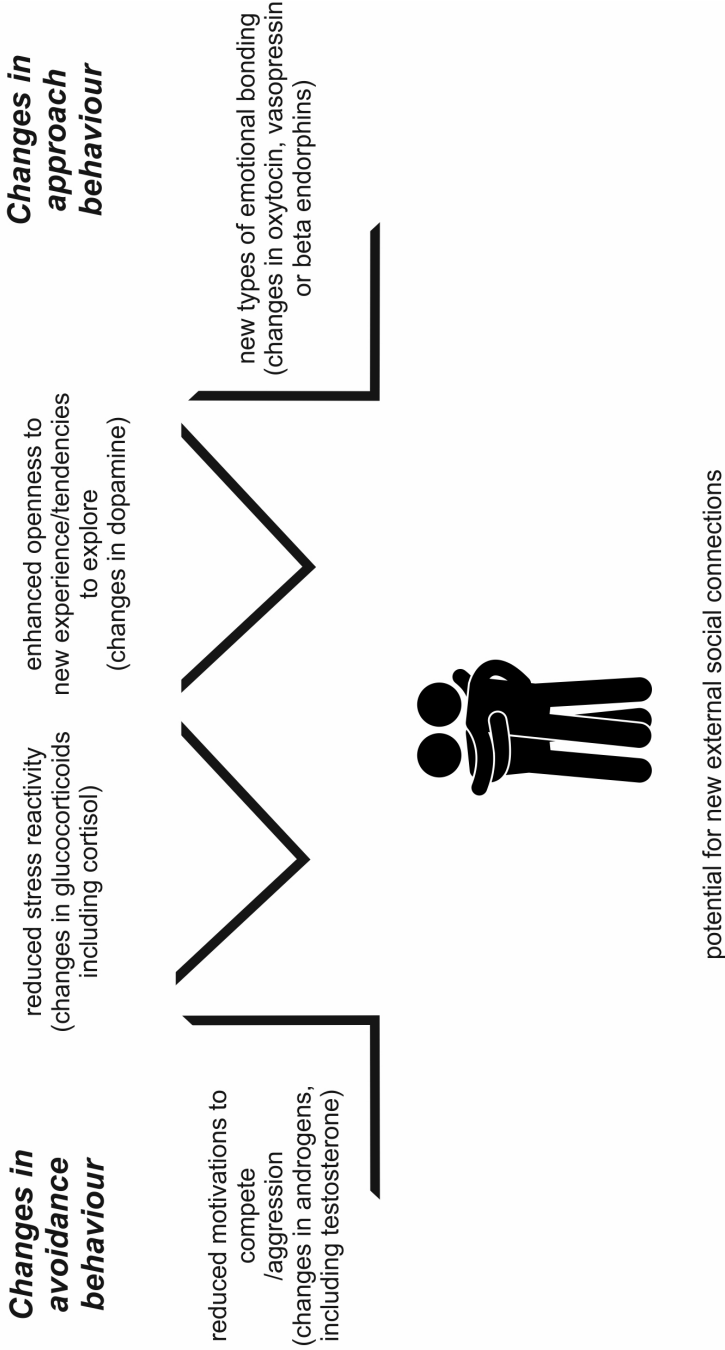 Changes in
avoidance
behaviour
reduced motivations to
compete
/aggression
(changes in androgens,
including testosterone)
reduced stress reactivity
(changes in glucocorticoids
including cortisol)
enhanced openness to
new experience/tendencies
to explore
(changes in dopamine)
Changes in
approach
behaviour
new types of emotional bonding
(changes in oxytocin, vasopressin
or beta endorphins)
potential for new external social connections